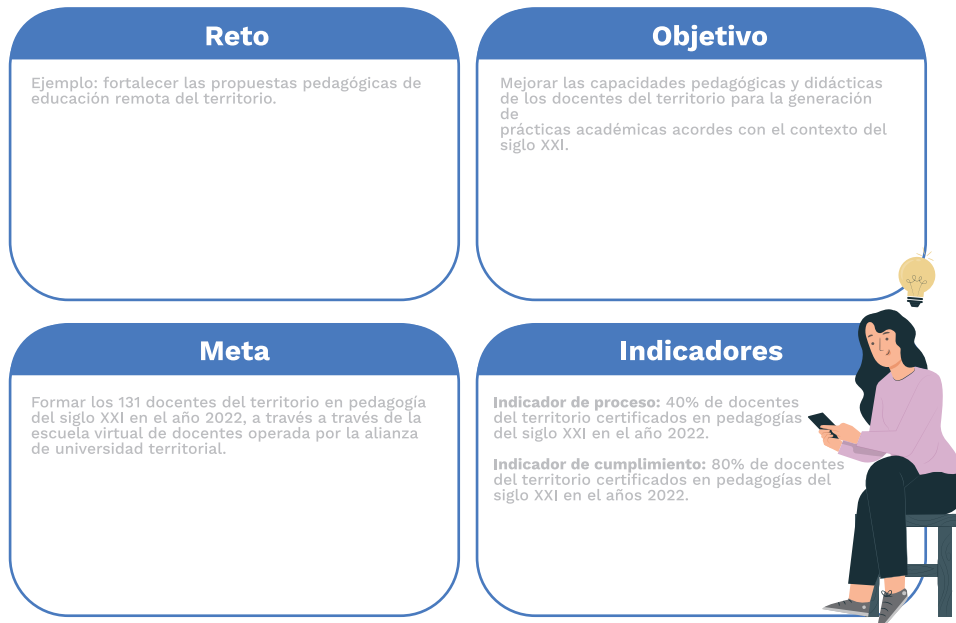 Reto
Ejemplo: fortalecer las propuestas pedagógicas de
educación remota del territorio.
Objetivo
Mejorar las capacidades pedagógicas y didácticas
de los docentes del territorio para la generación
de
prácticas académicas acordes con el contexto del
siglo XXI.
Meta
Formar los 131 docentes del territorio en pedagogía
del siglo XXI en el año 2022, a través a través de la
escuela virtual de docentes operada por la alianza
de universidad territorial.
Indicadores
Indicador de proceso: 40% de docentes
del territorio certificados en pedagogías
del siglo XXI en el año 2022.
Indicador de cumplimiento: 80% de docentes
del territorio certificados en pedagogías del
siglo XXI en el años 2022.